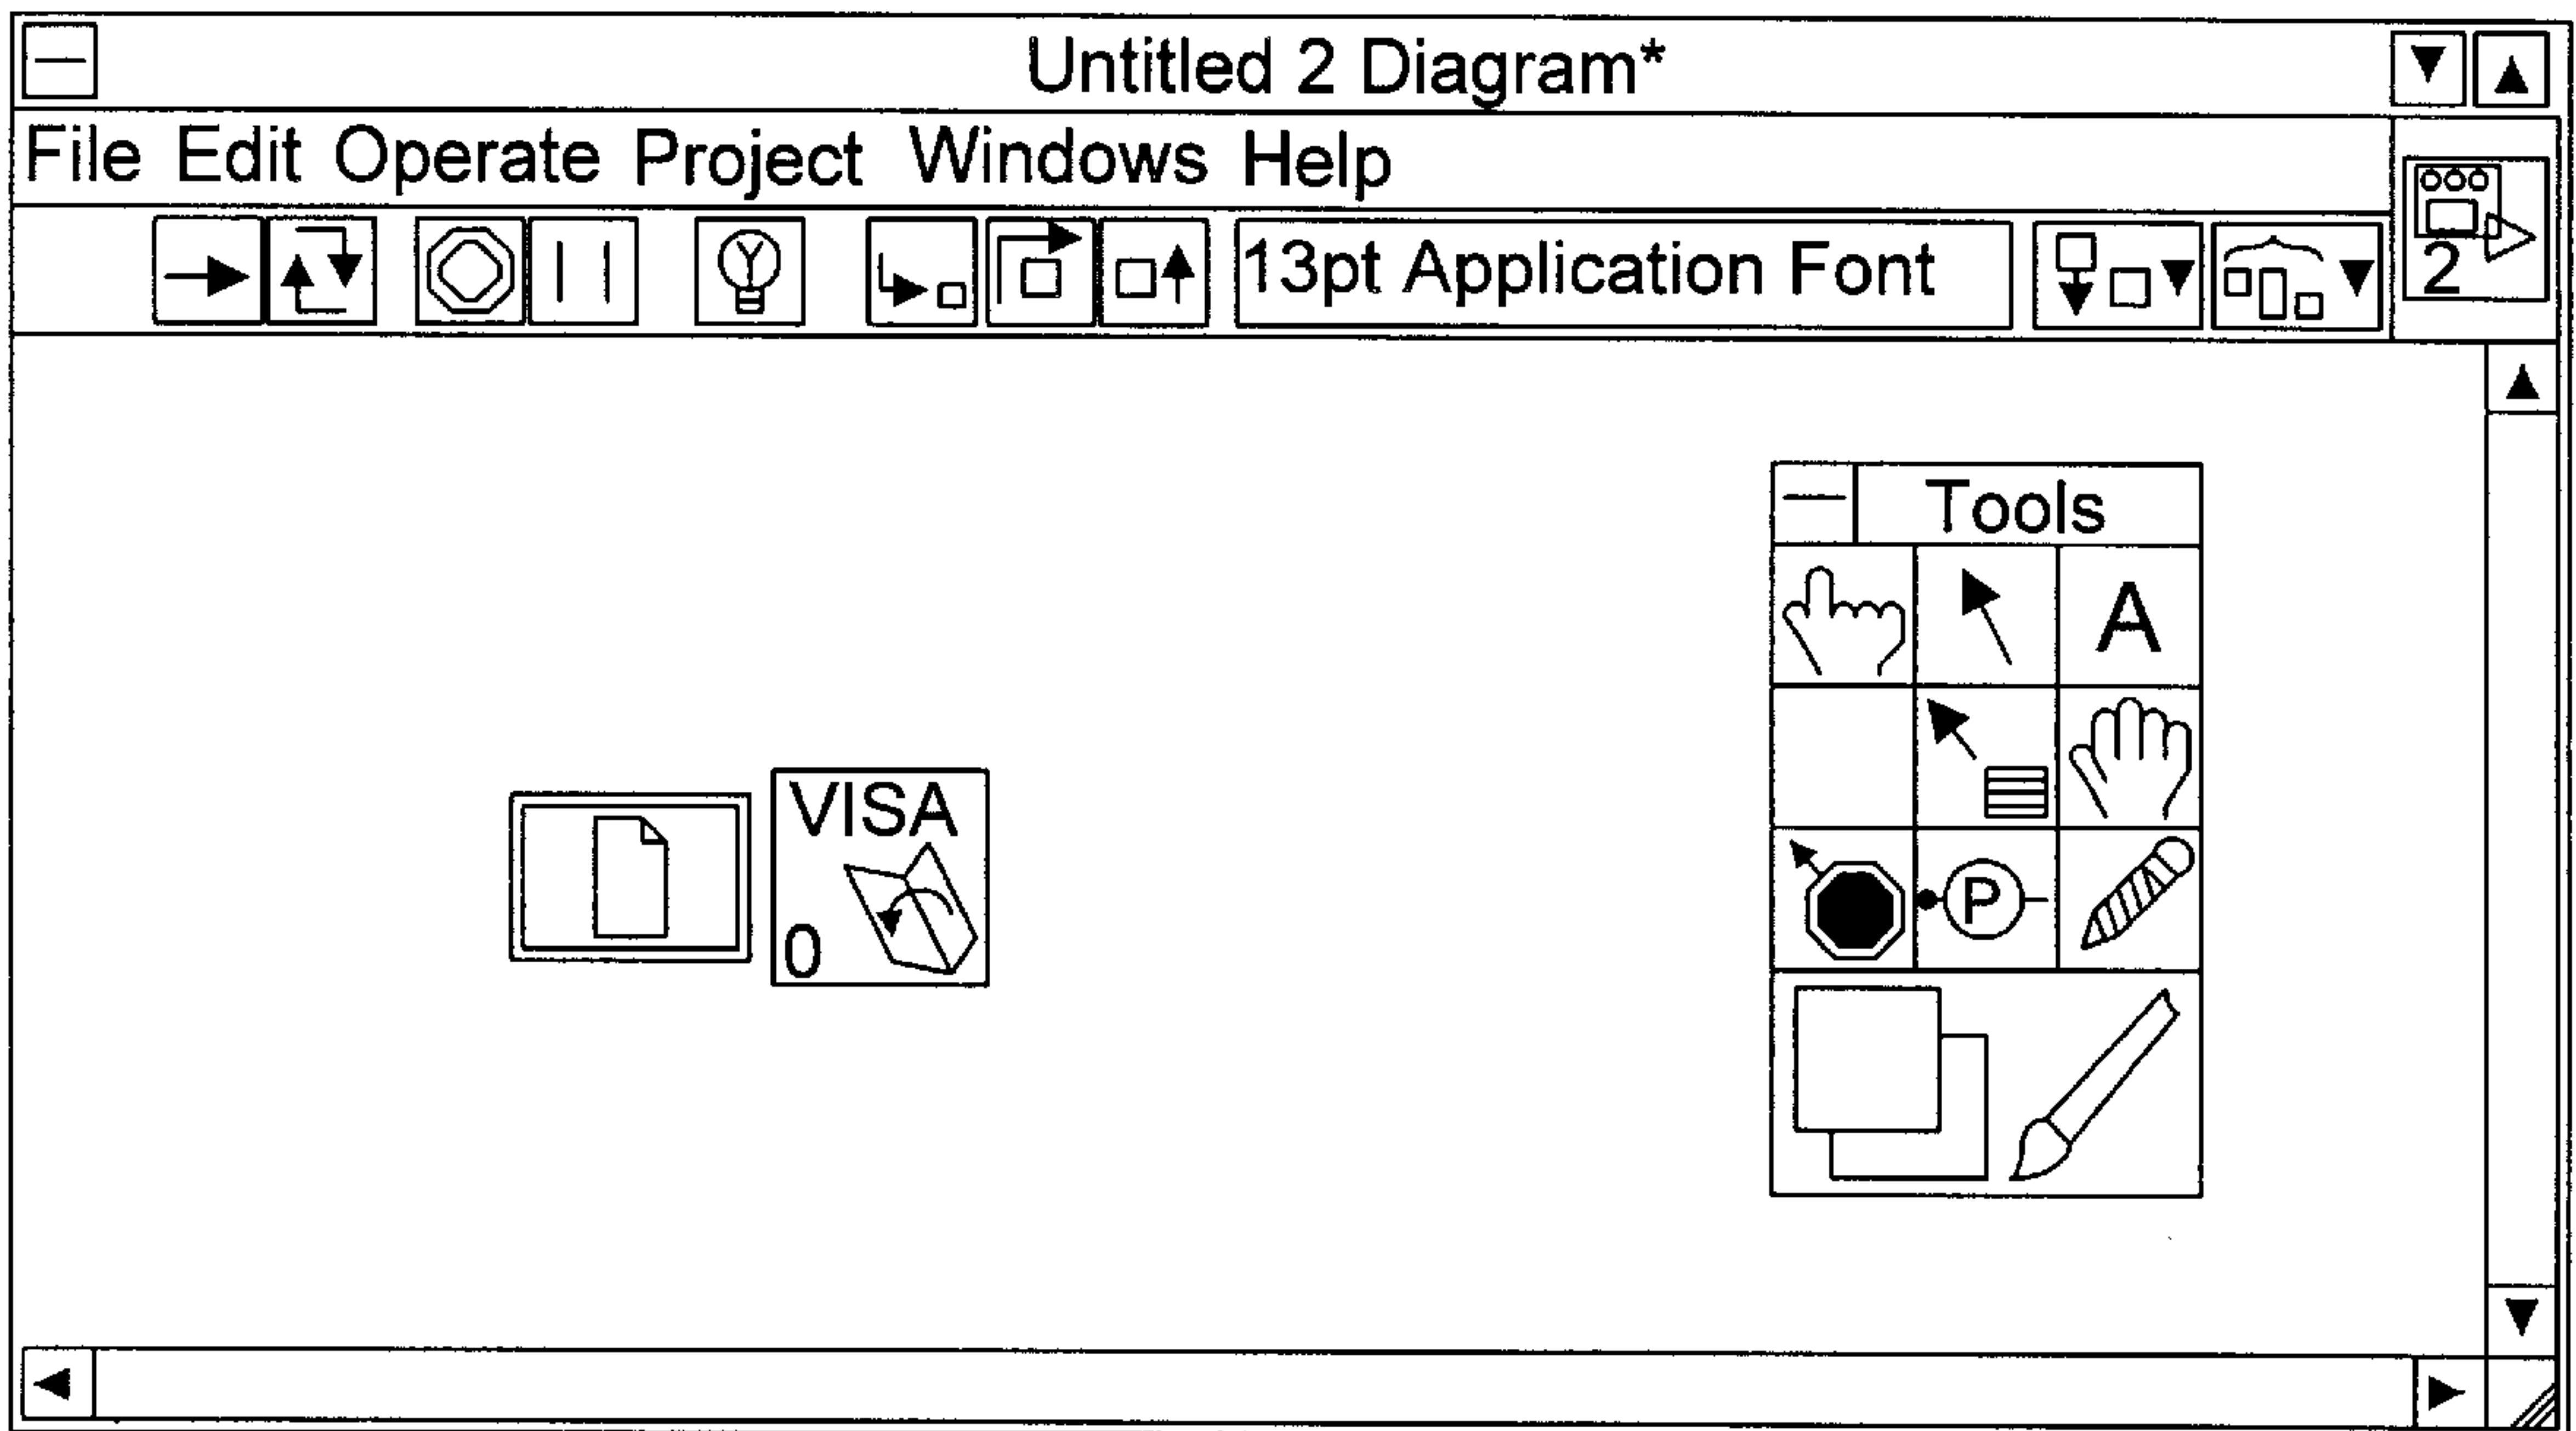 Untitled 2 Diagram*
File Edit Operate Project Windows Help
13pt Application Font
2
Tools
A
VISA
0
P